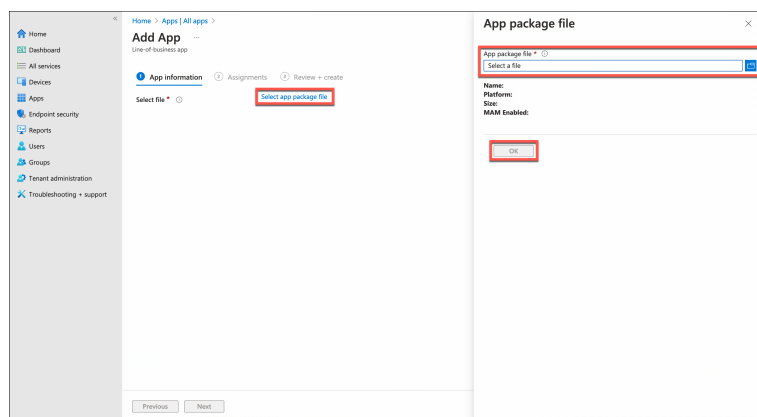 «
Home
Dashboard
All services
Devices
Apps
Endpoint security
Reports
Users
Groups
Tenant administration
Troubleshooting + support
Home > Apps | All apps >
Add App ...
Line-of-business app
1 App information 2 Assignments 3 Review + create
Select file * Select app package file
Previous Next
App package file ×
App package file *
Select a file
Name:
Platform:
Size:
MAM Enabled:
OK